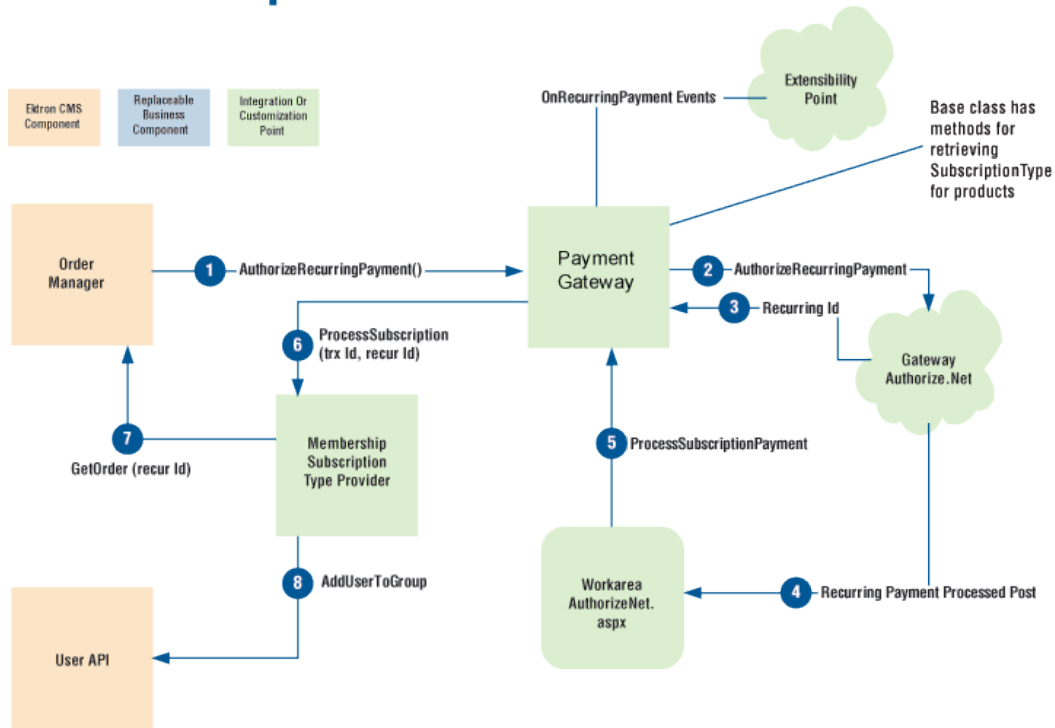 Ektron CMS
Component
Replaceable
Business
Component
Integration Or
Customization
Point
OnRecurringPayment Events
Extensibility
Point
Base class has
methods for
retrieving
SubscriptionType
for products
Order
Manager
1
AuthorizeRecurringPayment()
Payment
Gateway
2
AuthorizeRecurringPayment
3
Recurring Id
Gateway
Authorize.Net
6
ProcessSubscription
(trx Id, recur Id)
7
GetOrder (recur Id)
Membership
Subscription
Type Provider
5
ProcessSubscriptionPayment
8
AddUserToGroup
Workarea
AuthorizeNet.
aspx
4
Recurring Payment Processed Post
User API